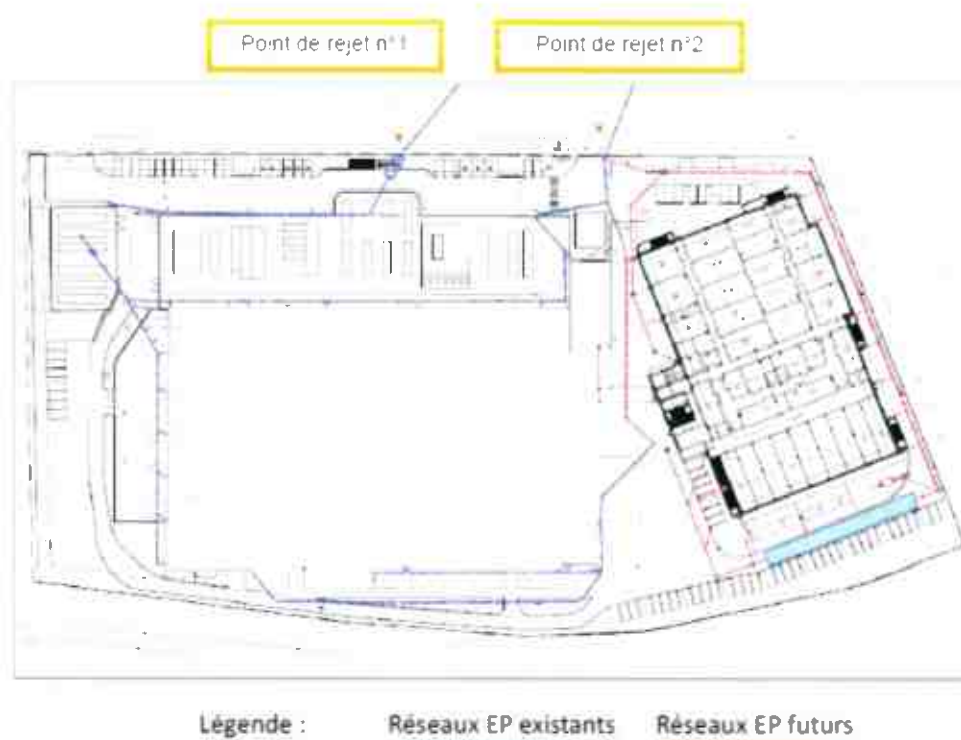 Point de rejet n°1
Point de rejet n°2
Légende : Réseaux EP existants Réseaux EP futurs